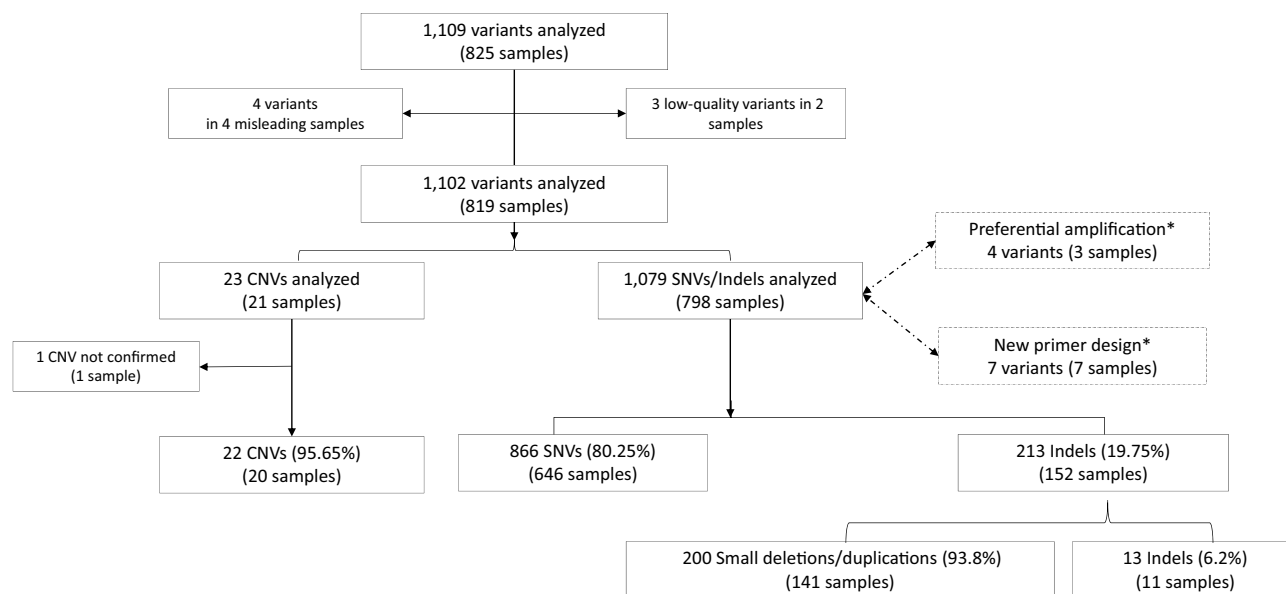 1,109 variants analyzed
(825 samples)
4 variants
in 4 misleading samples
3 low-quality variants in 2
samples
1,102 variants analyzed
(819 samples)
Preferential amplification*
4 variants (3 samples)
23 CNVs analyzed
(21 samples)
1,079 SNVs/Indels analyzed
(798 samples)
New primer design*
7 variants (7 samples)
1 CNV not confirmed
(1 sample)
22 CNVs (95.65%)
(20 samples)
866 SNVs (80.25%)
(646 samples)
213 Indels (19.75%)
(152 samples)
200 Small deletions/duplications (93.8%)
(141 samples)
13 Indels (6.2%)
(11 samples)